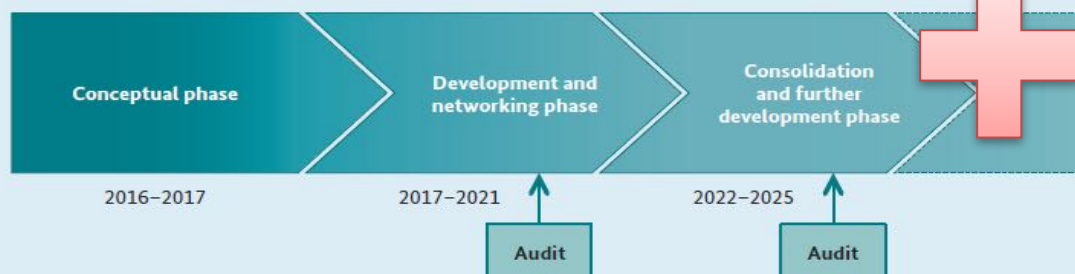 Conceptual phase
Development and
networking phase
Consolidation
and further
development phase
2016–2017
2017–2021
2022–2025
Audit
Audit